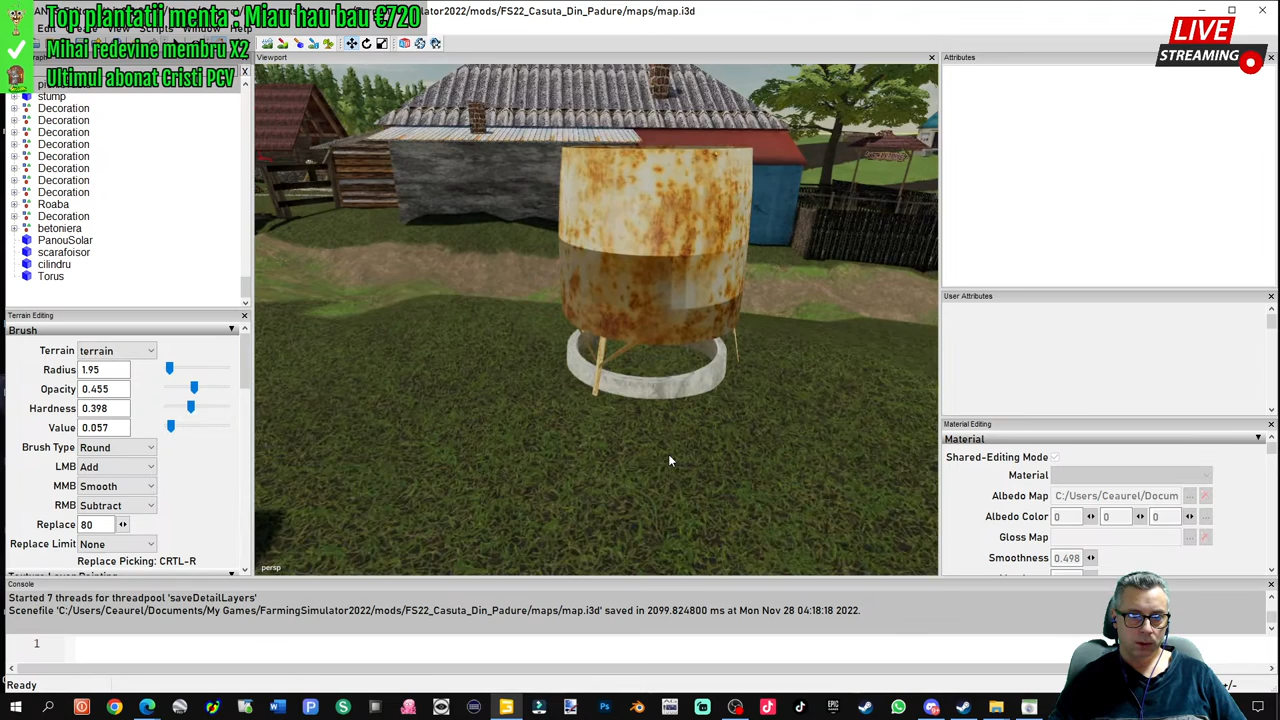 Top plantatii menta : Miau hau bau €720
Mihai redevine membru X2
Ultimul abonat Cristi PCV
2022/FS22_Casuta_Din_Padure/maps/map.i3d
LIVE
STREAMING
Scripts Window
Viewport
Attributes
stump
Decoration
Decoration
Decoration
Decoration
Decoration
Decoration
Decoration
Decoration
Roaba
Decoration
betoniera
PanouSolar
scarafoisor
cilindru
Torus
User Attributes
Terrain Editing
Brush
Terrain terrain
Radius 1.95
Opacity 0.455
Hardness 0.398
Value 0.057
Brush Type Round
LMB Add
MMB Smooth
RMB Subtract
Replace 80
Replace Limit None
Replace Picking: CRTL-R
Texture Layer Painting
persp
Material Editing
Material
Shared-Editing Mode
Material
Albedo Map C:/Users/Ceaurel/Docum ...
Albedo Color 0 0 0 ...
Gloss Map ...
Smoothness 0.498
Console
Started 7 threads for threadpool 'saveDetailLayers'
Scenefile 'C:/Users/Ceaurel/Documents/My Games/FarmingSimulator2022/mods/FS22_Casuta_Din_Padure/maps/map.i3d' saved in 2099.824800 ms at Mon Nov 28 04:18:18 2022.
1
Ready
+/-